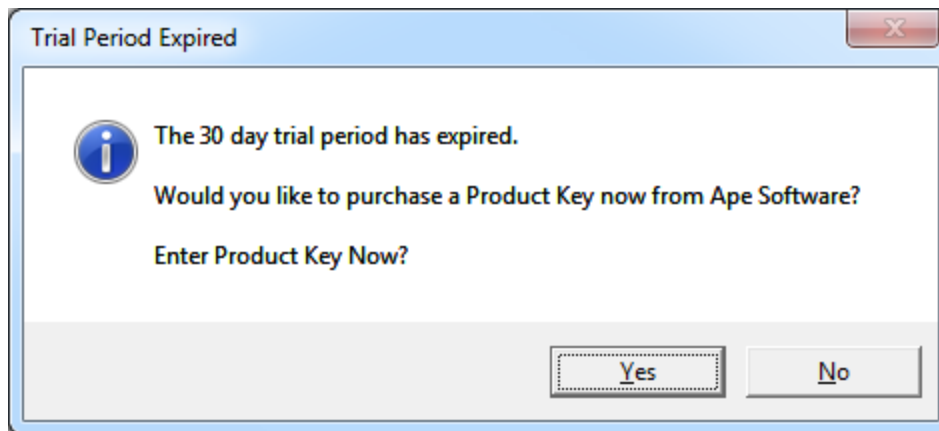 Trial Period Expired
The 30 day trial period has expired.
Would you like to purchase a Product Key now from Ape Software?
Enter Product Key Now?
Yes
No